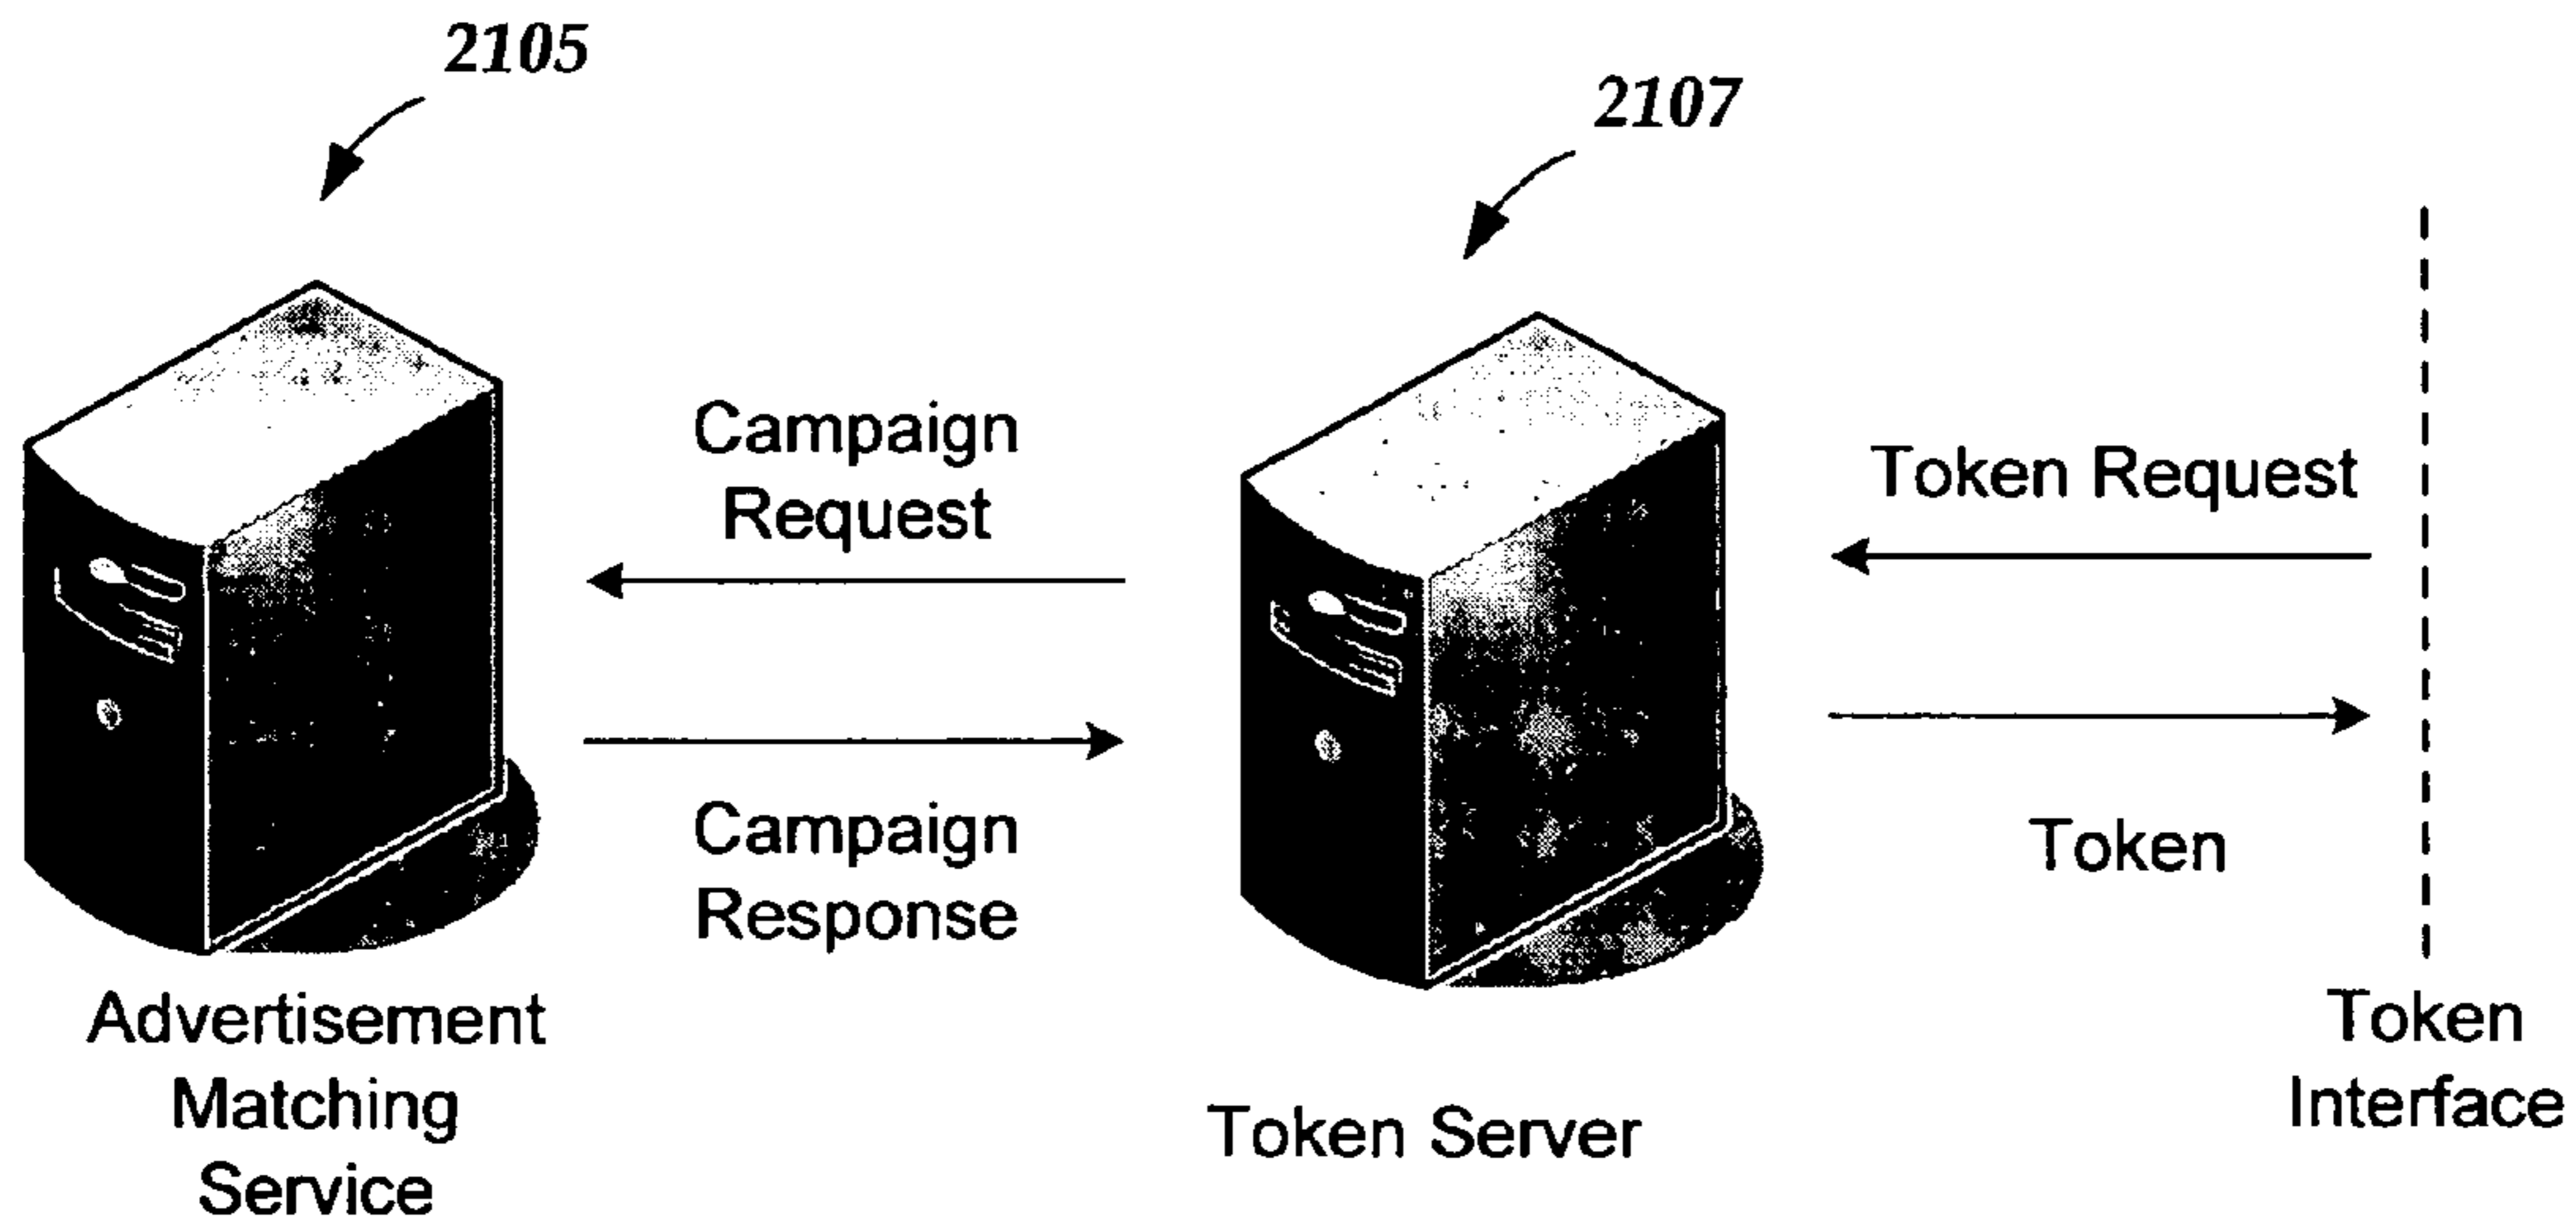 2105
2107
Campaign
Request
Token Request
Campaign
Response
Token
Advertisement
Matching
Service
Token Server
Token
Interface